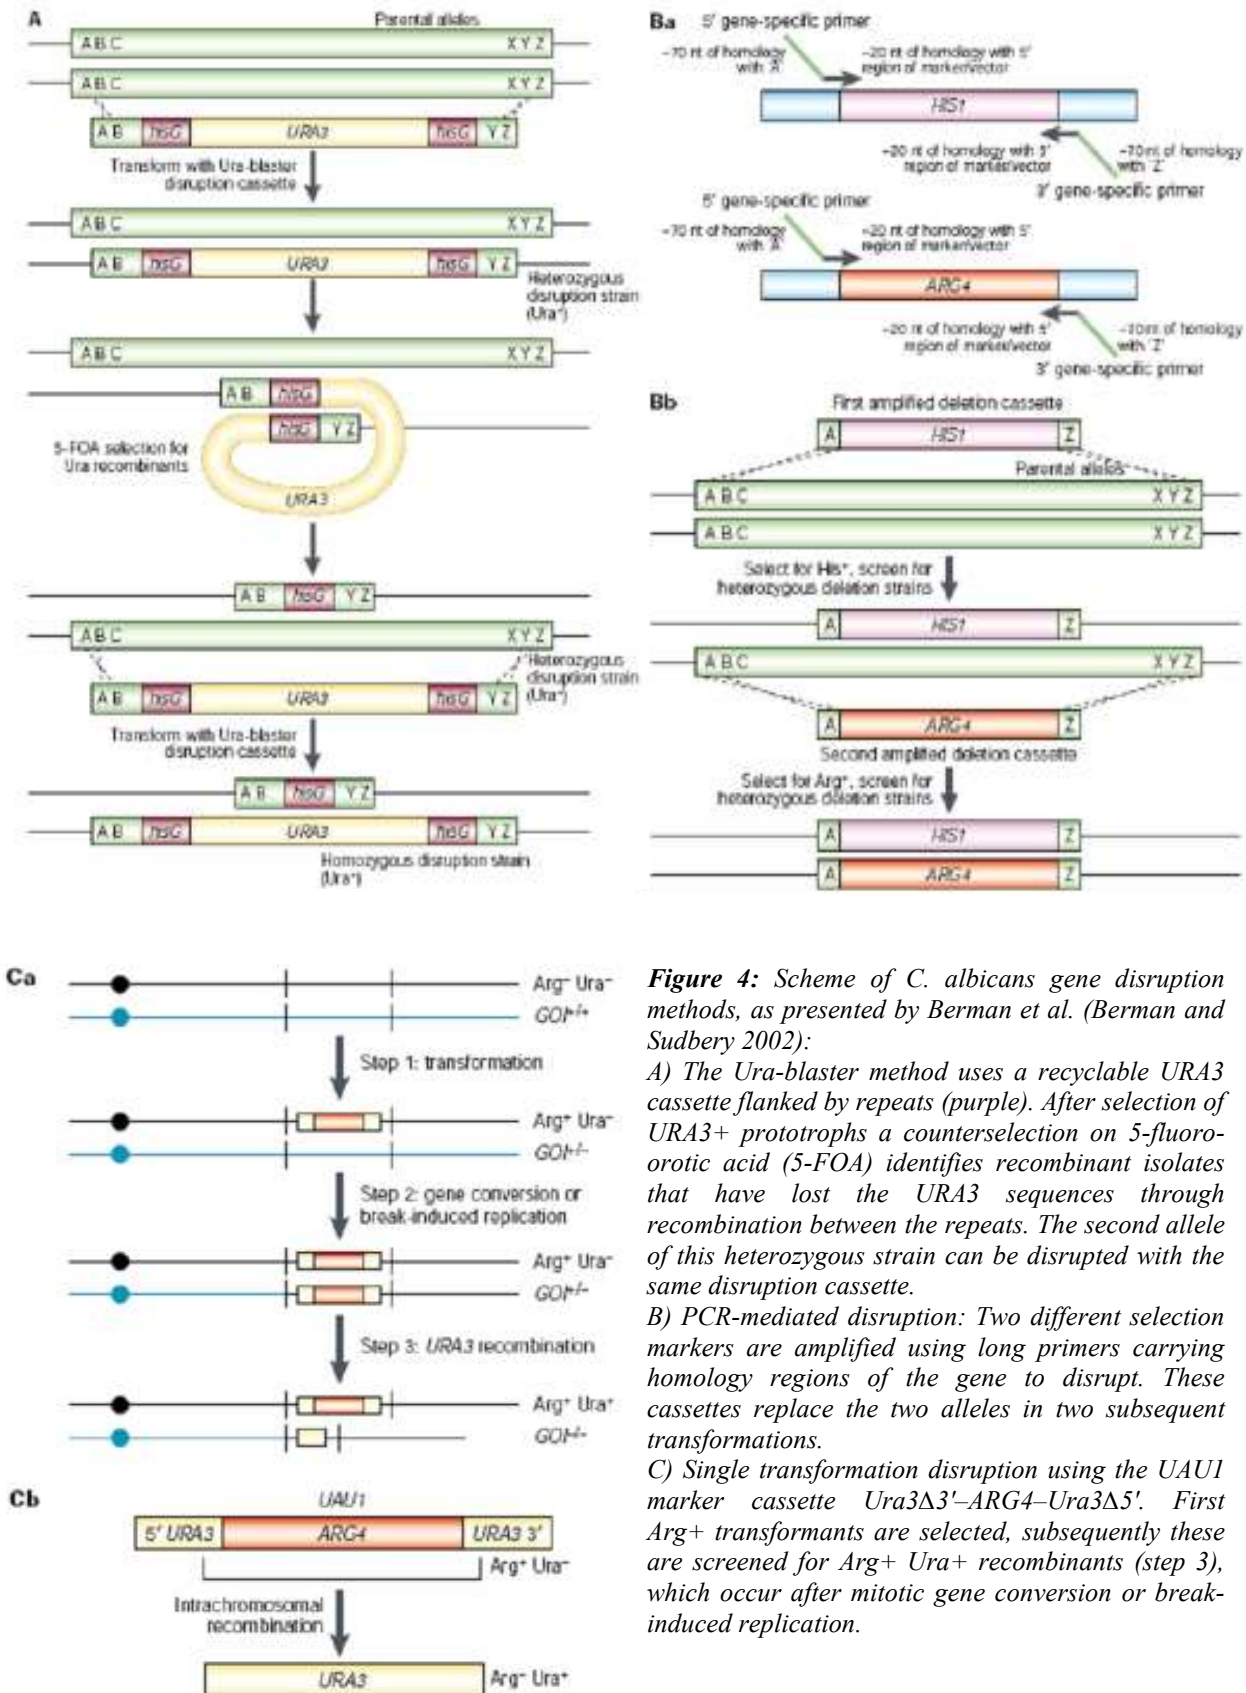 A
Parental alleles
A B C X Y Z
A B C X Y Z
A B hisG URA3 hisG Y Z
Transform with Ura-blaster
disruption cassette
A B C X Y Z
A B hisG URA3 hisG Y Z
Heterozygous
disruption strain
(Ura+)
A B C X Y Z
A B hisG
hisG Y Z
5-FOA selection for
Ura recombinants
URA3
A B hisG Y Z
A B C X Y Z
Heterozygous
disruption strain
(Ura+)
A B hisG URA3 hisG Y Z
Transform with Ura-blaster
disruption cassette
A B hisG Y Z
A B hisG URA3 hisG Y Z
Homozygous disruption strain
(Ura+)
Ba
5' gene-specific primer
~70 nt of homology
with 'A'
~20 nt of homology with 5'
region of marker/vector
HIS1
~20 nt of homology with 3'
region of marker/vector
~70 nt of homology
with 'Z'
3' gene-specific primer
5' gene-specific primer
~70 nt of homology
with 'A'
~20 nt of homology with 5'
region of marker/vector
ARG4
~20 nt of homology with
region of marker/vector
~70 nt of homology
with 'Z'
3' gene-specific primer
Bb
First amplified deletion cassette
A HIS1 Z
Parental alleles
A B C X Y Z
A B C X Y Z
Select for His+, screen for
heterozygous deletion strains
A HIS1 Z
A B C X Y Z
A ARG4 Z
Second amplified deletion cassette
Select for Arg+, screen for
heterozygous deletion strains
A HIS1 Z
A ARG4 Z
Ca
Arg- Ura-
GOI+/+
Step 1: transformation
Arg+ Ura-
GOI+/-
Step 2: gene conversion or
break-induced replication
Arg+ Ura-
GOI-/-
Step 3: URA3 recombination
Arg+ Ura+
GOI-/-
Cb
UAU1
5' URA3 ARG4 URA3 3'
Arg+ Ura-
Intrachromosomal
recombination
URA3 Arg- Ura+
Figure 4: Scheme of C. albicans gene disruption
methods, as presented by Berman et al. (Berman and
Sudbery 2002):
A) The Ura-blaster method uses a recyclable URA3
cassette flanked by repeats (purple). After selection of
URA3+ prototrophs a counterselection on 5-fluoro-
orotic acid (5-FOA) identifies recombinant isolates
that have lost the URA3 sequences through
recombination between the repeats. The second allele
of this heterozygous strain can be disrupted with the
same disruption cassette.
B) PCR-mediated disruption: Two different selection
markers are amplified using long primers carrying
homology regions of the gene to disrupt. These
cassettes replace the two alleles in two subsequent
transformations.
C) Single transformation disruption using the UAU1
marker cassette Ura3Δ3'–ARG4–Ura3Δ5'. First
Arg+ transformants are selected, subsequently these
are screened for Arg+ Ura+ recombinants (step 3),
which occur after mitotic gene conversion or break-
induced replication.